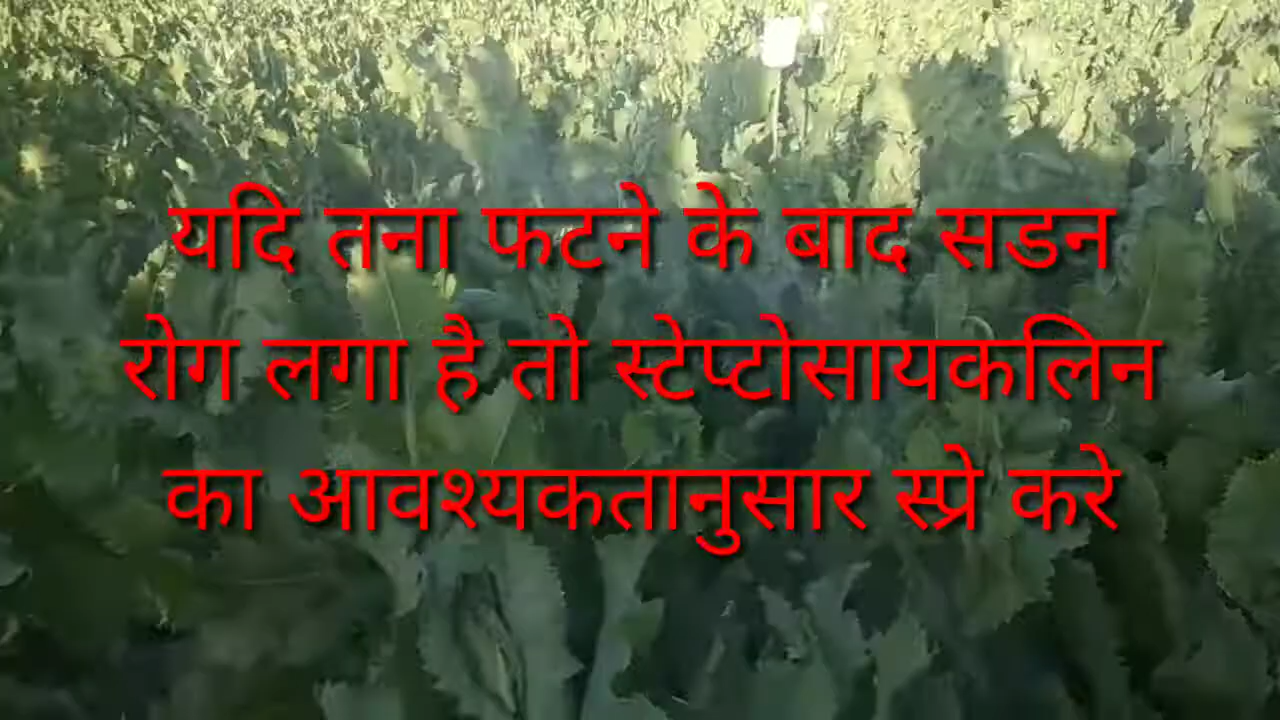 यदि तना फटने के बाद सडन
रोग लगा है तो स्टेप्टोसायकलिन
का आवश्यकतानुसार स्प्रे करे